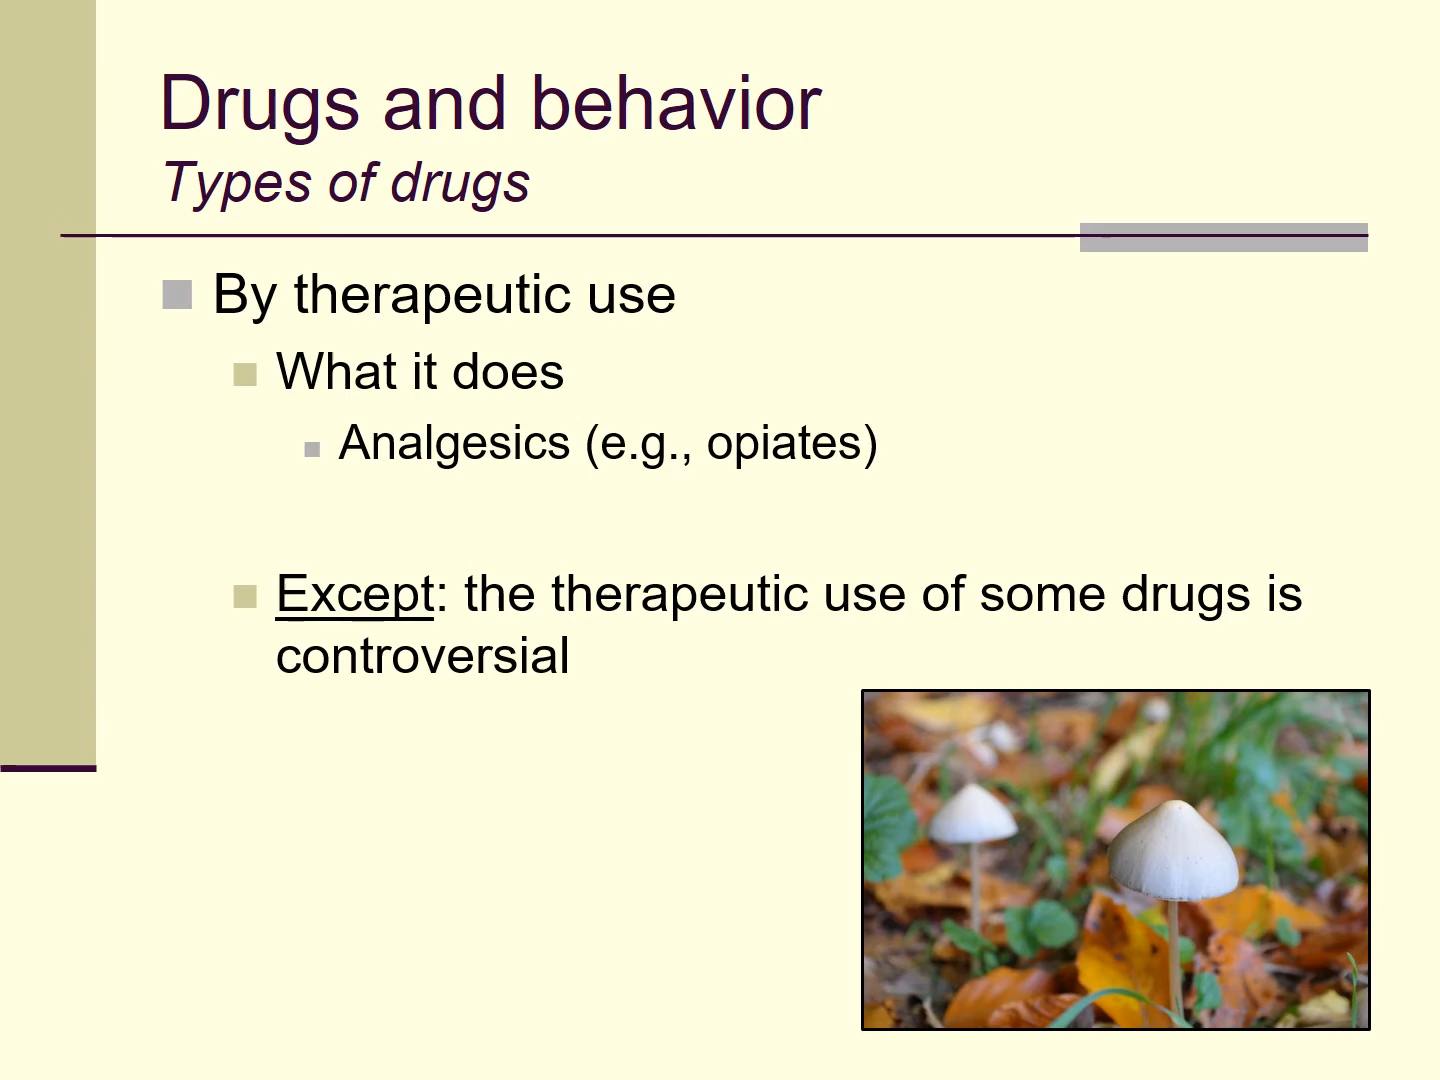 Drugs and behavior
Types of drugs
By therapeutic use
What it does
Analgesics (e.g., opiates)
Except: the therapeutic use of some drugs is
controversial